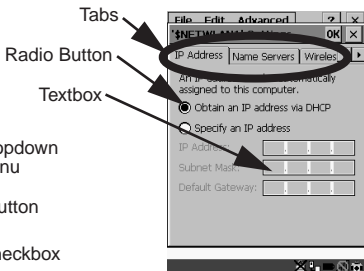 Tabs
Radio Button
Textbox
opdown
nu
utton
neckbox
File Edit Advanced ? ×
OK ×
IP Address Name Servers Wireles
assigned to this computer.
Obtain an IP address via DHCP
Specify an IP address
IP Address:
Subnet Mask:
Default Gateway: